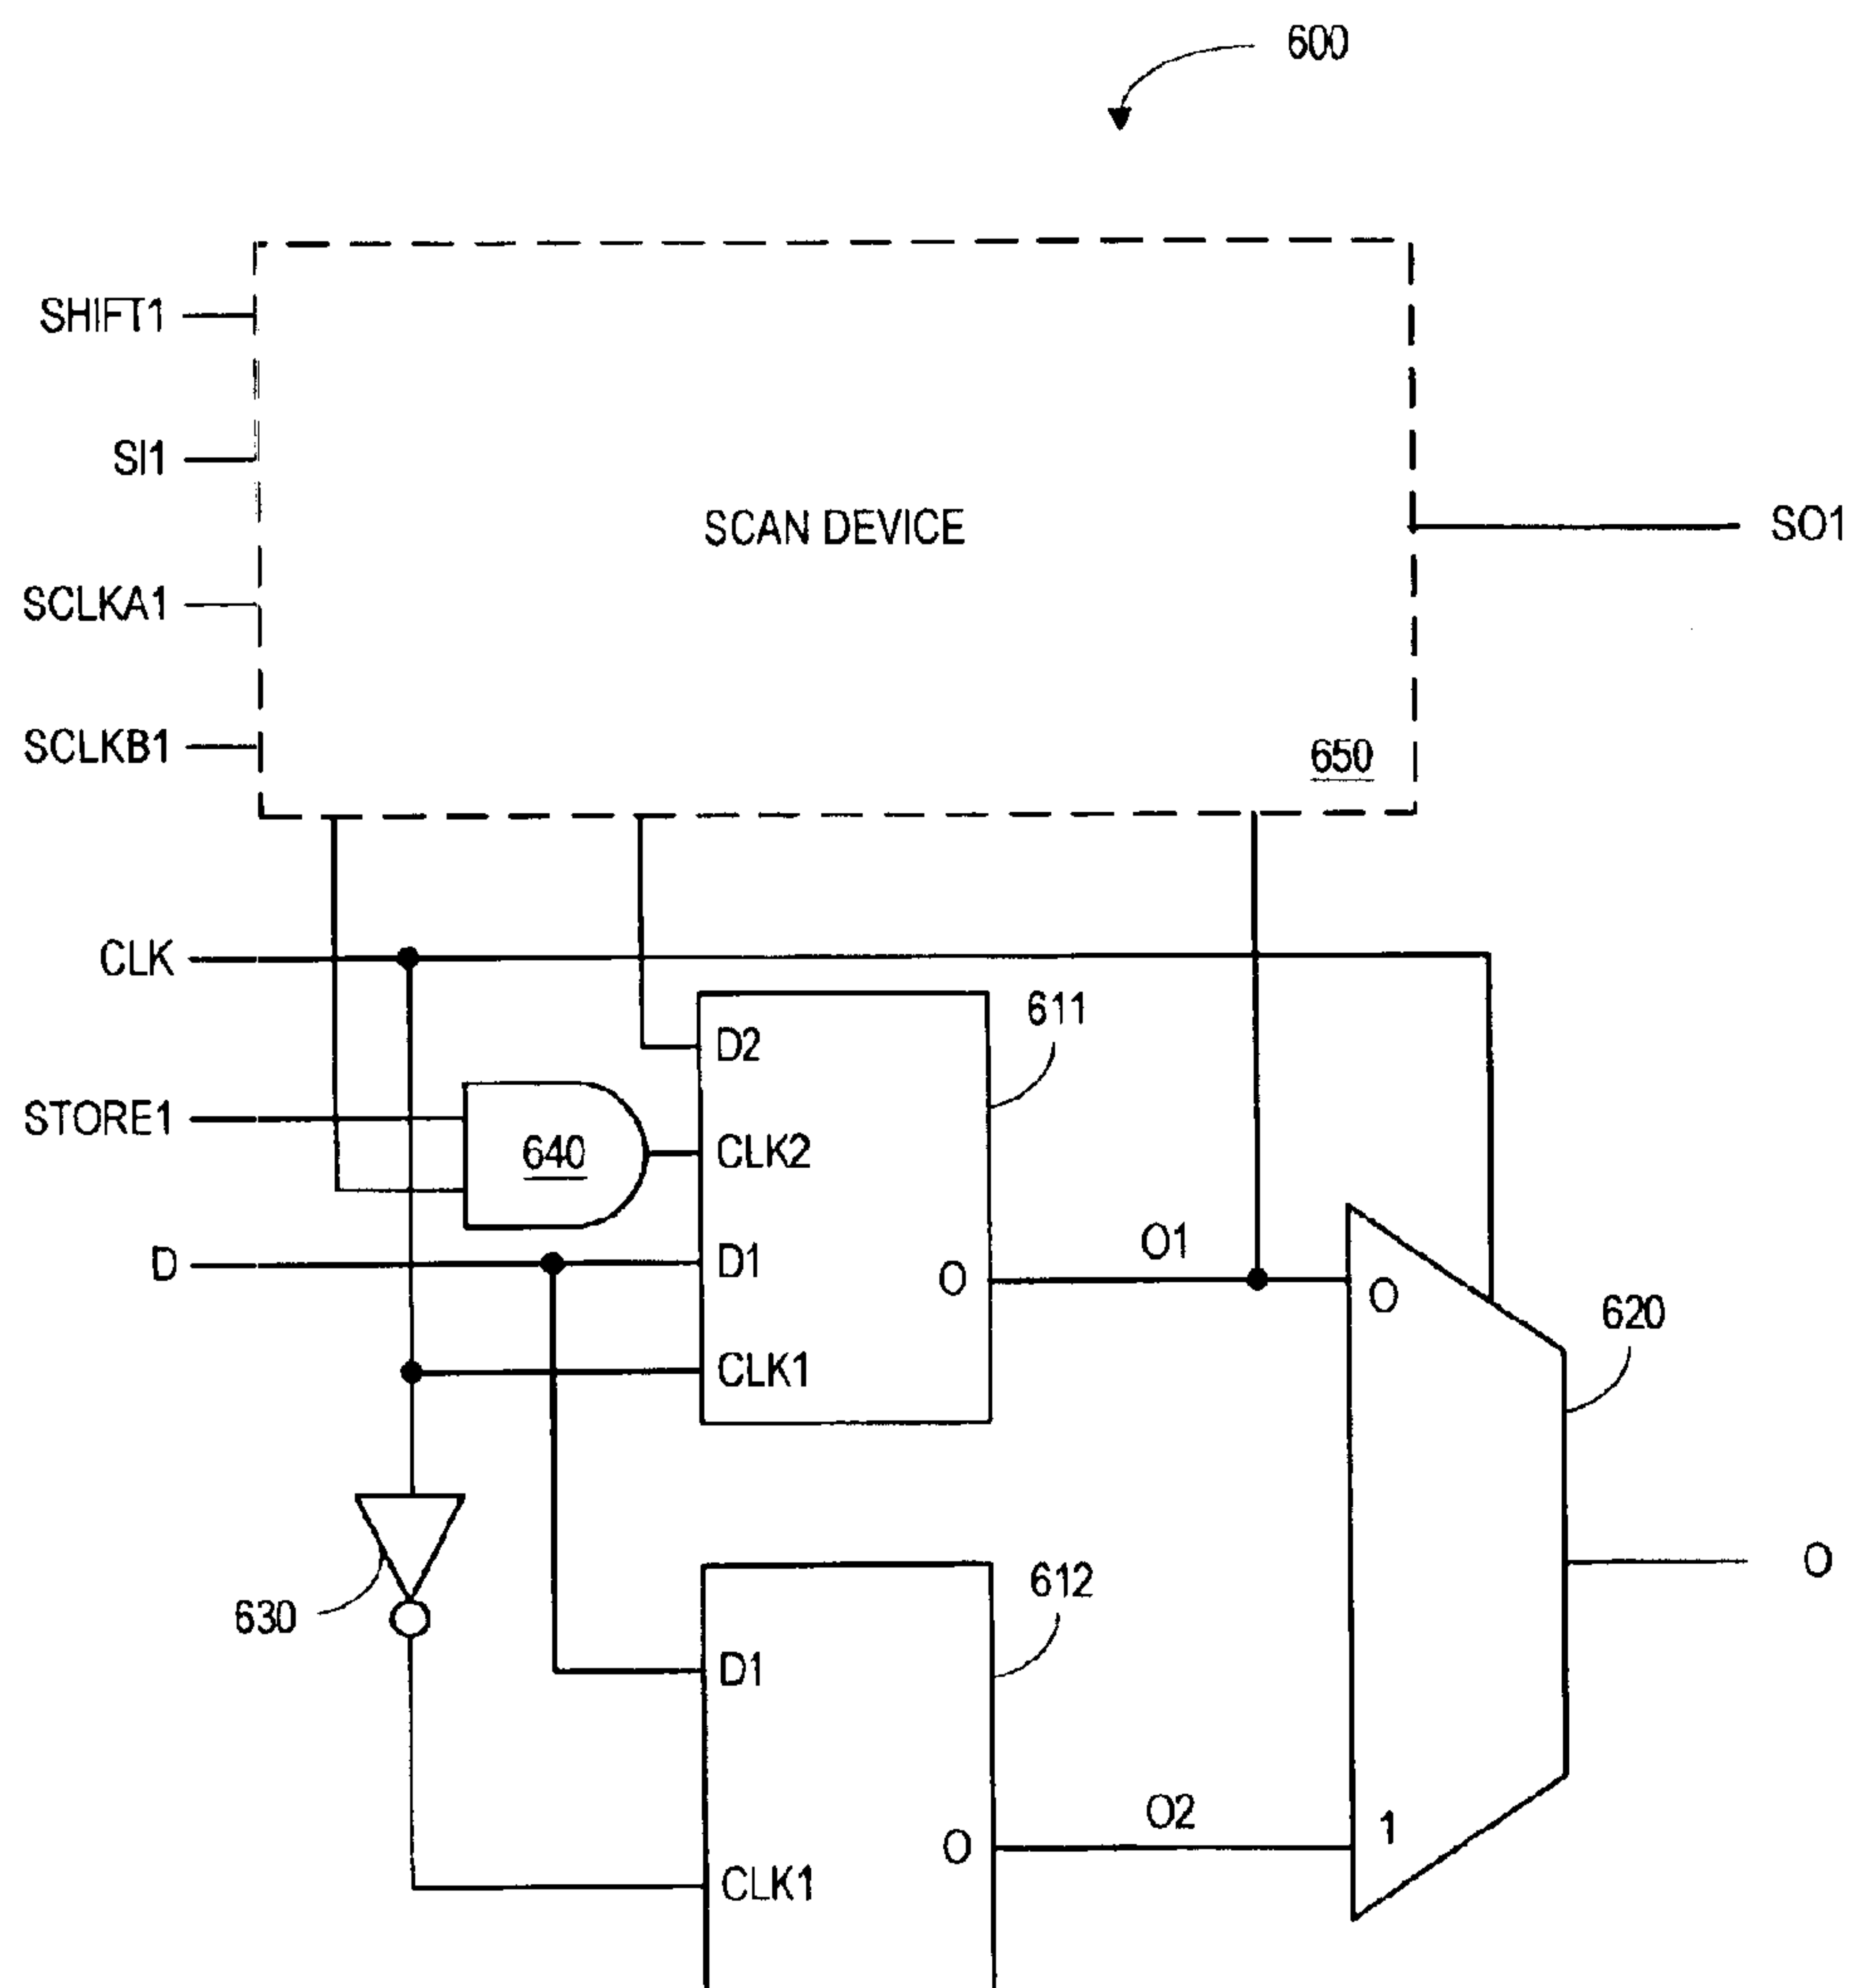 600
SHIFT1
SI1
SCAN DEVICE
SO1
SCLKA1
SCLKB1
650
CLK
611
D2
STORE1
640
CLK2
D
D1
O
O1
0
620
CLK1
O
612
630
D1
O2
1
O
CLK1